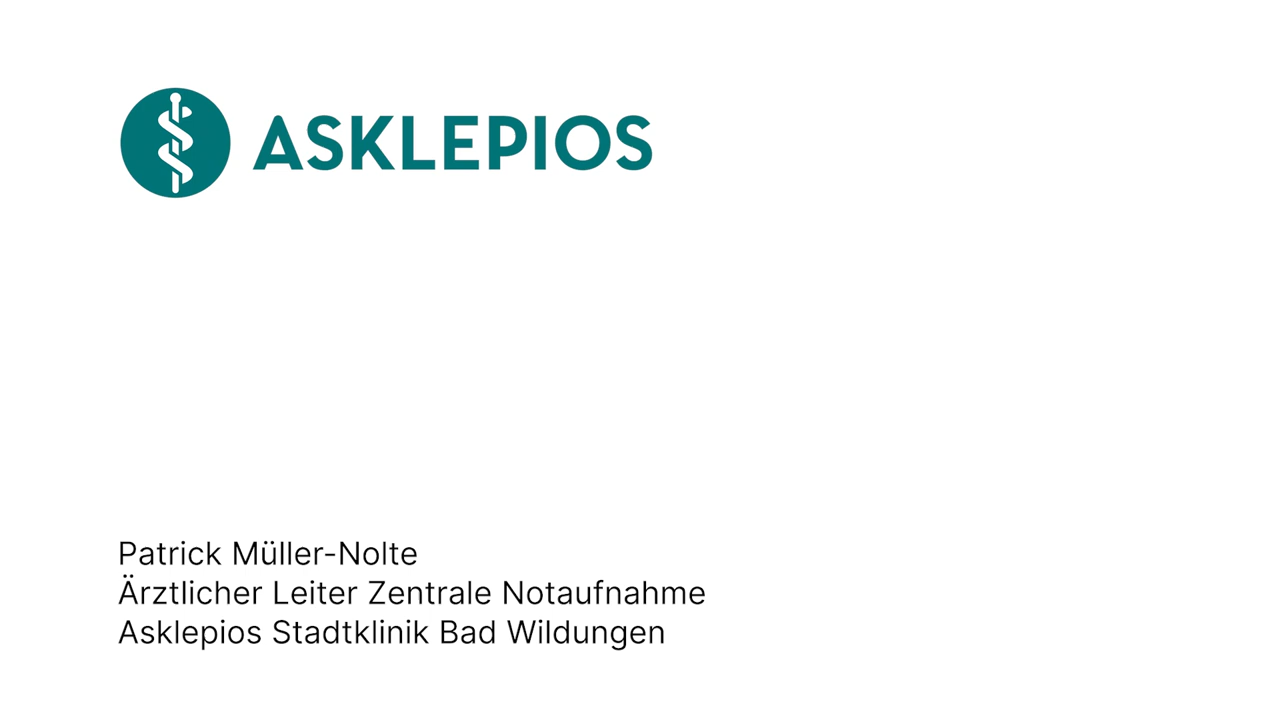 ASKLEPIOS
Patrick Müller-Nolte
Ärztlicher Leiter Zentrale Notaufnahme
Asklepios Stadtklinik Bad Wildungen